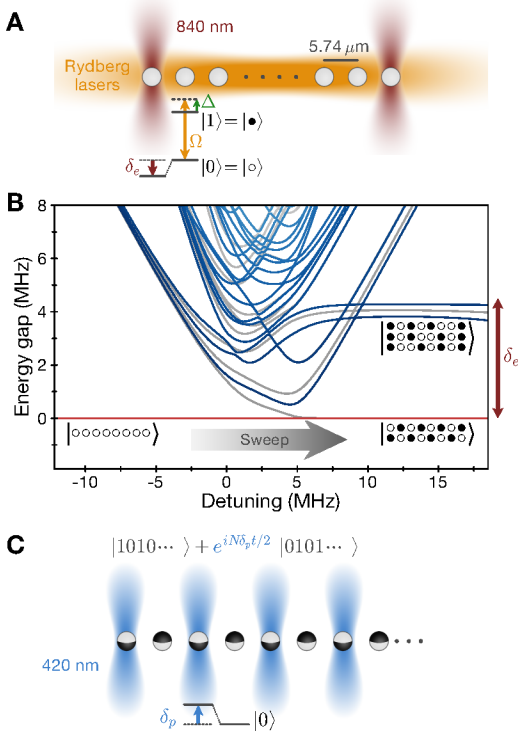 A
840 nm
5.74 μm
Rydberg
lasers
Δ
|1⟩=|●⟩
Ω
δₑ
|0⟩=|○⟩
B
8
6
4
2
0
Energy gap (MHz)
|●○●○●○○●
●○●○○●○●
●○○●○●○●⟩
δₑ
|○○○○○○○○⟩
Sweep
|○●○●○●○●
●○●○●○●○⟩
-10
-5
0
5
10
15
Detuning (MHz)
C
|1010⋯ ⟩ + e^{iNδₚt/2} |0101⋯ ⟩
420 nm
δₚ
|0⟩